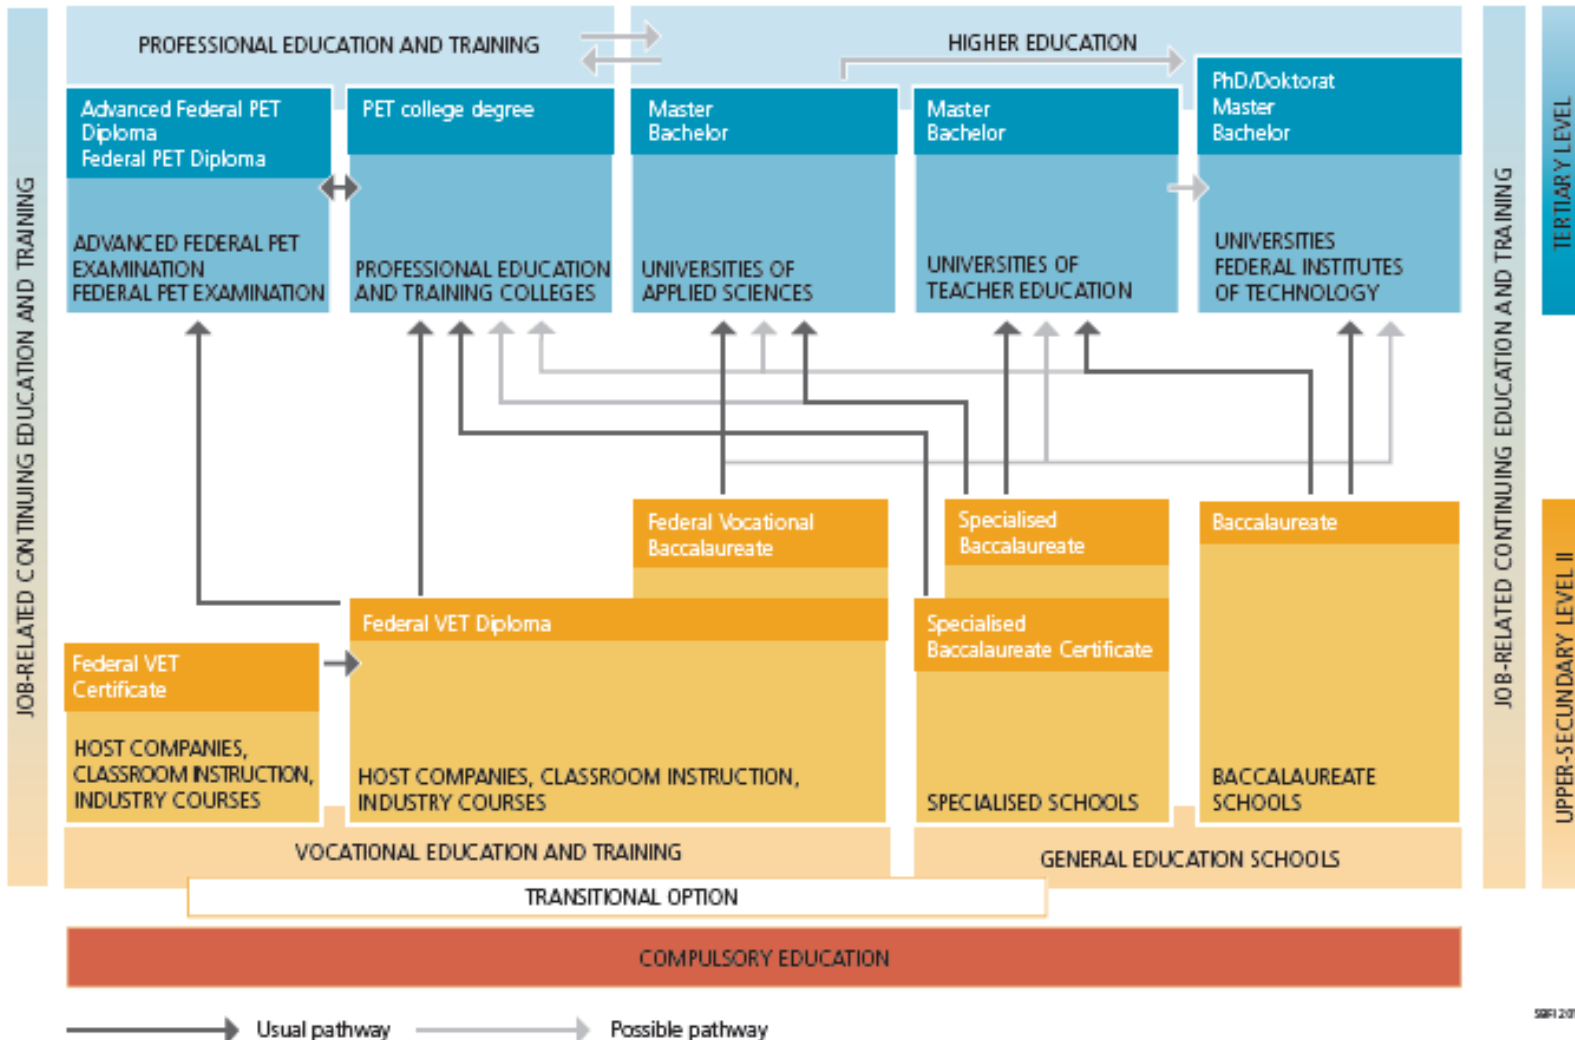 PROFESSIONAL EDUCATION AND TRAINING
HIGHER EDUCATION
Advanced Federal PET
Diploma
Federal PET Diploma
ADVANCED FEDERAL PET
EXAMINATION
FEDERAL PET EXAMINATION
PET college degree
PROFESSIONAL EDUCATION
AND TRAINING COLLEGES
Master
Bachelor
UNIVERSITIES OF
APPLIED SCIENCES
Master
Bachelor
UNIVERSITIES OF
TEACHER EDUCATION
PhD/Doktorat
Master
Bachelor
UNIVERSITIES
FEDERAL INSTITUTES
OF TECHNOLOGY
JOB-RELATED CONTINUING EDUCATION AND TRAINING
JOB-RELATED CONTINUING EDUCATION AND TRAINING
TERTIARY LEVEL
UPPER-SECUNDARY LEVEL II
Federal VET
Certificate
HOST COMPANIES,
CLASSROOM INSTRUCTION,
INDUSTRY COURSES
Federal Vocational
Baccalaureate
Federal VET Diploma
HOST COMPANIES, CLASSROOM INSTRUCTION,
INDUSTRY COURSES
Specialised
Baccalaureate
Specialised
Baccalaureate Certificate
SPECIALISED SCHOOLS
Baccalaureate
BACCALAUREATE
SCHOOLS
VOCATIONAL EDUCATION AND TRAINING
GENERAL EDUCATION SCHOOLS
TRANSITIONAL OPTION
COMPULSORY EDUCATION
Usual pathway
Possible pathway